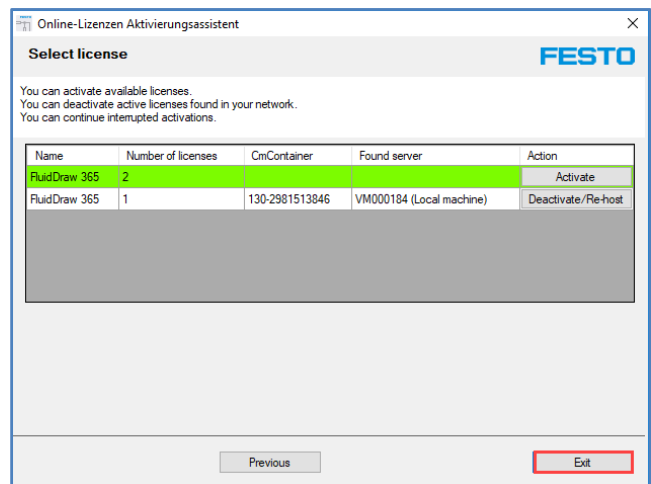 Online-Lizenzen Aktivierungsassistent
Select license
FESTO
You can activate available licenses.
You can deactivate active licenses found in your network.
You can continue interrupted activations.
Name Number of licenses CmContainer Found server Action
FluidDraw 365 2 Activate
FluidDraw 365 1 130-2981513846 VM000184 (Local machine) Deactivate/Re-host
Previous Exit